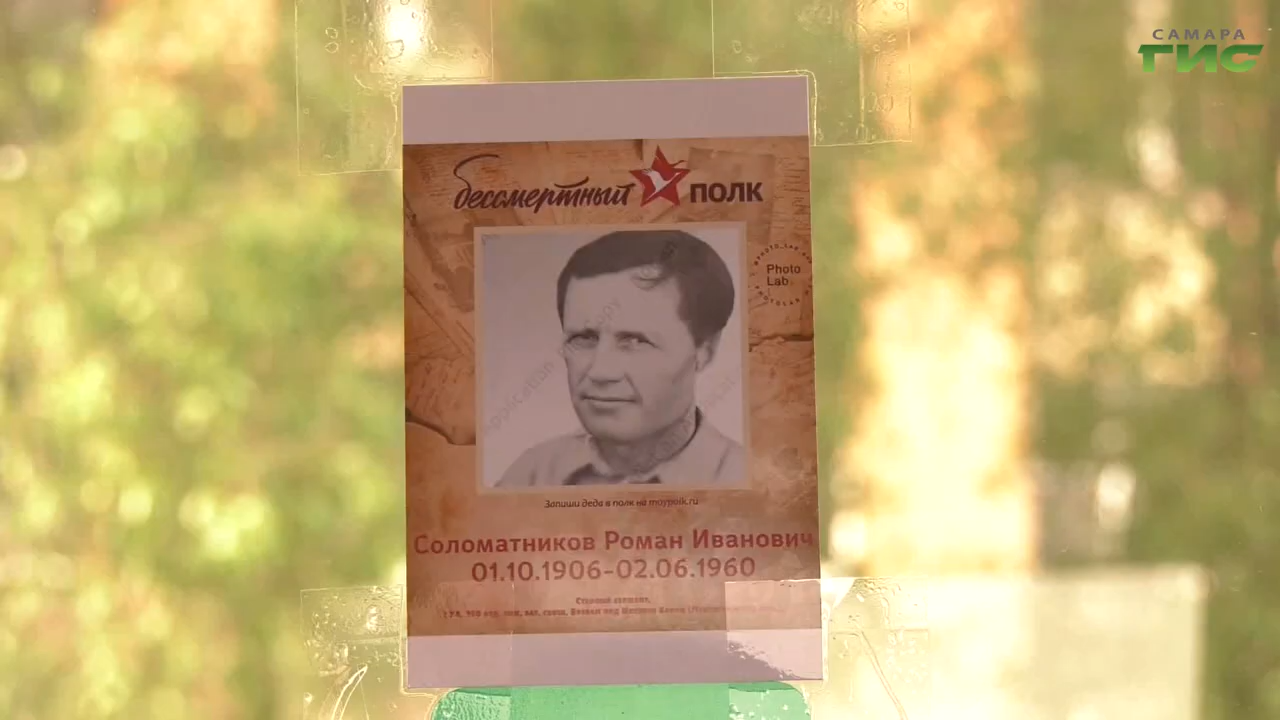 САМАРА
ГИС
бессмертный ПОЛК
Photo
Lab
Запиши деда в полк на moypolk.ru
Соломатников Роман Иванович
01.10.1906-02.06.1960